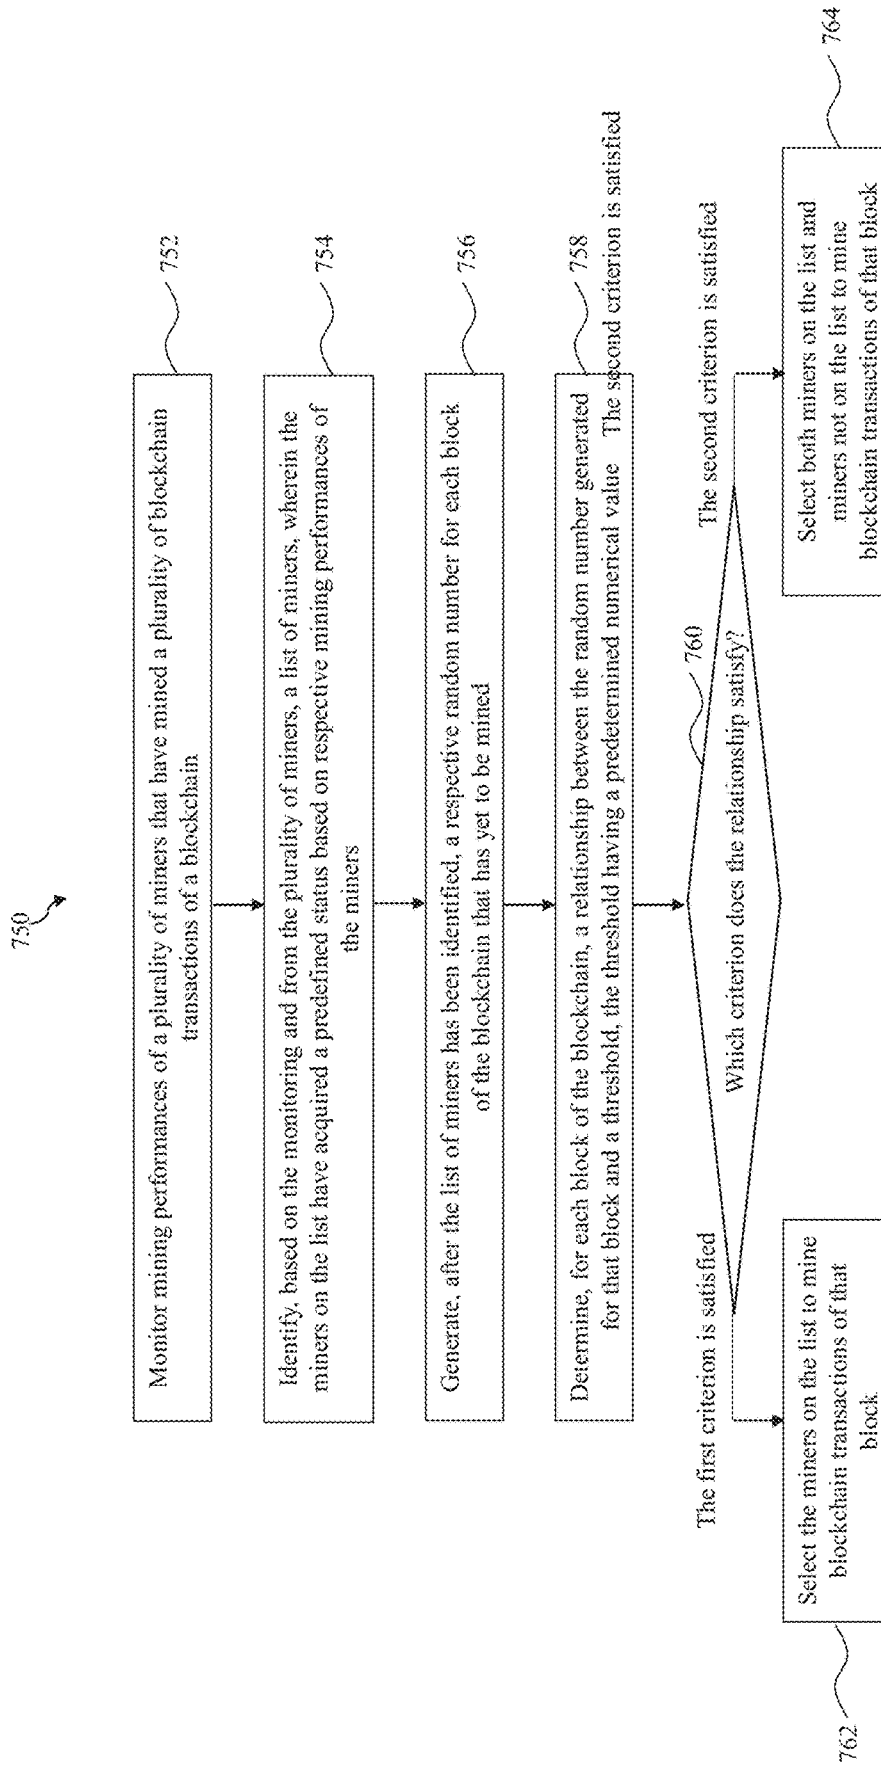 750
Monitor mining performances of a plurality of miners that have mined a plurality of blockchain
transactions of a blockchain
752
Identify, based on the monitoring and from the plurality of miners, a list of miners, wherein the
miners on the list have acquired a predefined status based on respective mining performances of
the miners
754
Generate, after the list of miners has been identified, a respective random number for each block
of the blockchain that has yet to be mined
756
Determine, for each block of the blockchain, a relationship between the random number generated
for that block and a threshold, the threshold having a predetermined numerical value
758
The second criterion is satisfied
760
Which criterion does the relationship satisfy?
The first criterion is satisfied
The second criterion is satisfied
Select the miners on the list to mine
blockchain transactions of that
block
762
Select both miners on the list and
miners not on the list to mine
blockchain transactions of that block
764